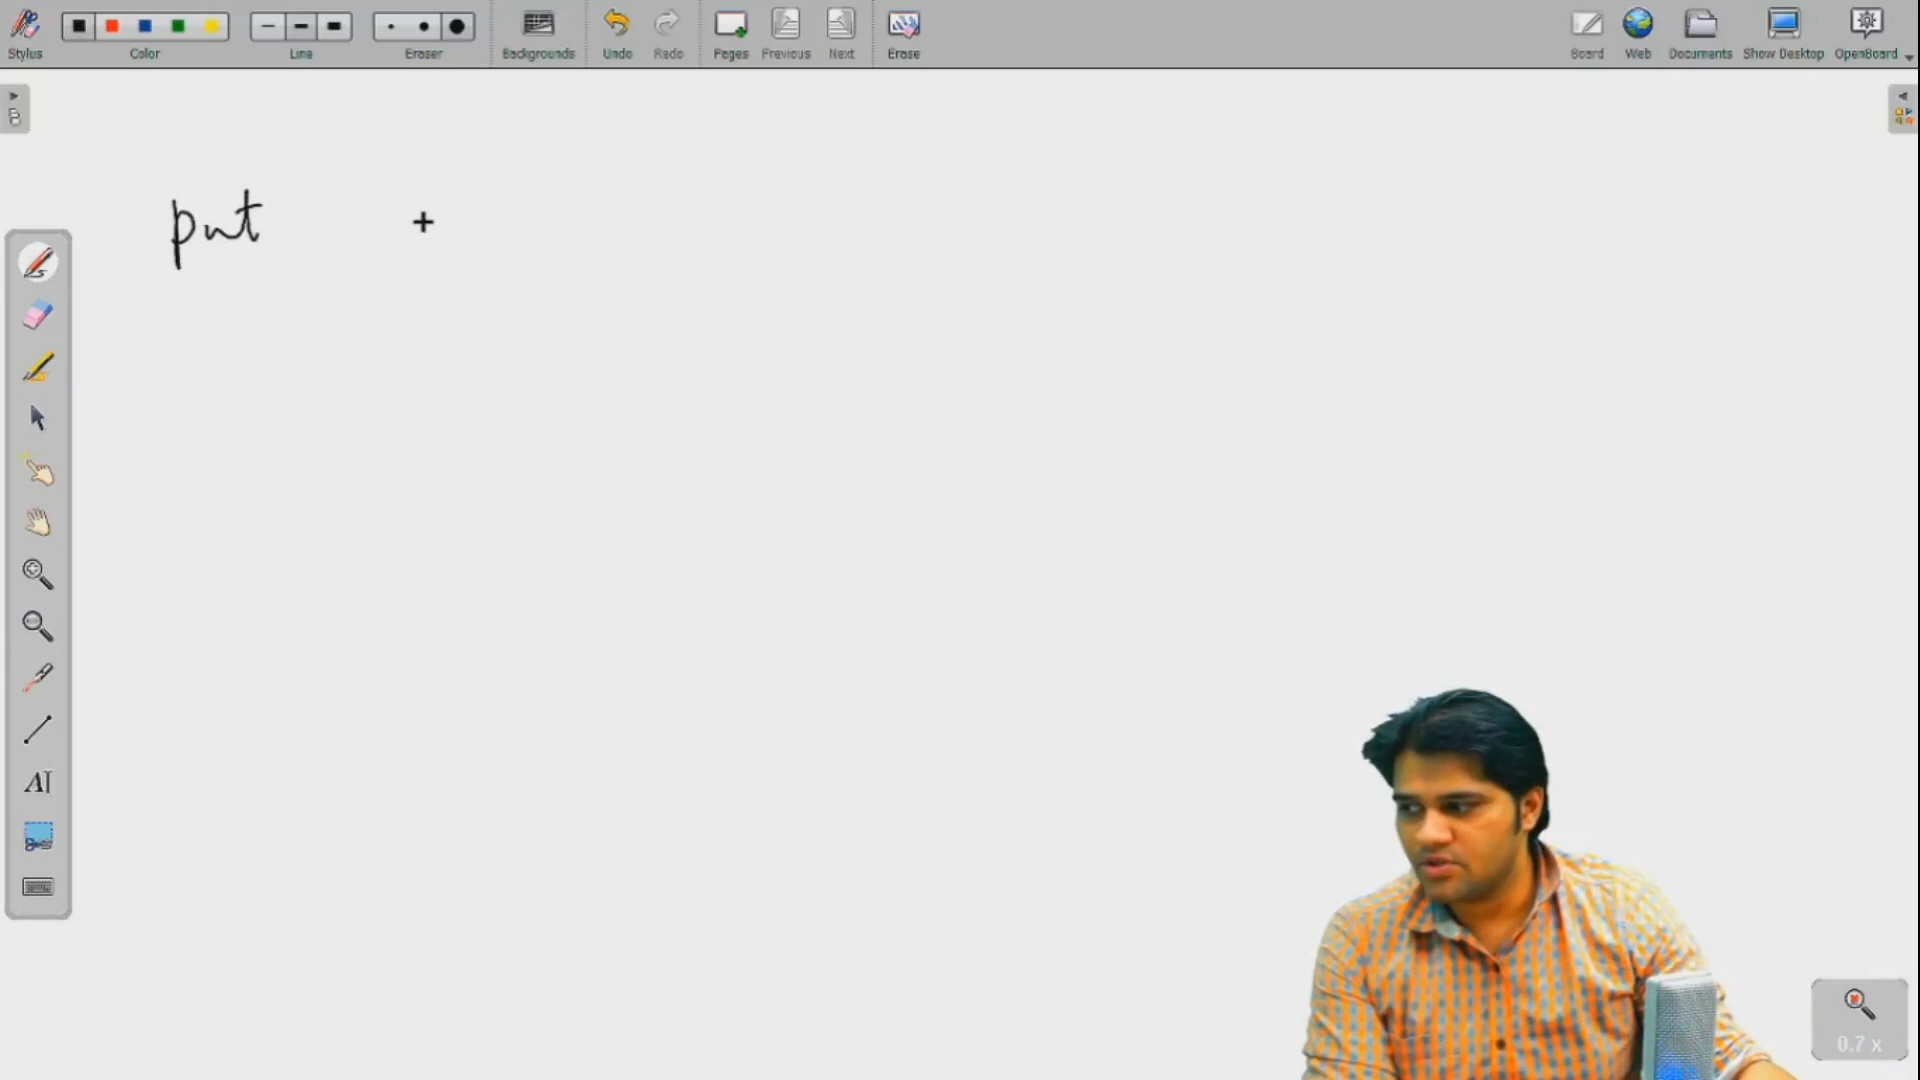 Stylus Color Line Eraser Backgrounds Undo Redo Pages Previous Next Erase Board Web Documents Show Desktop OpenBoard
put
0.7 x